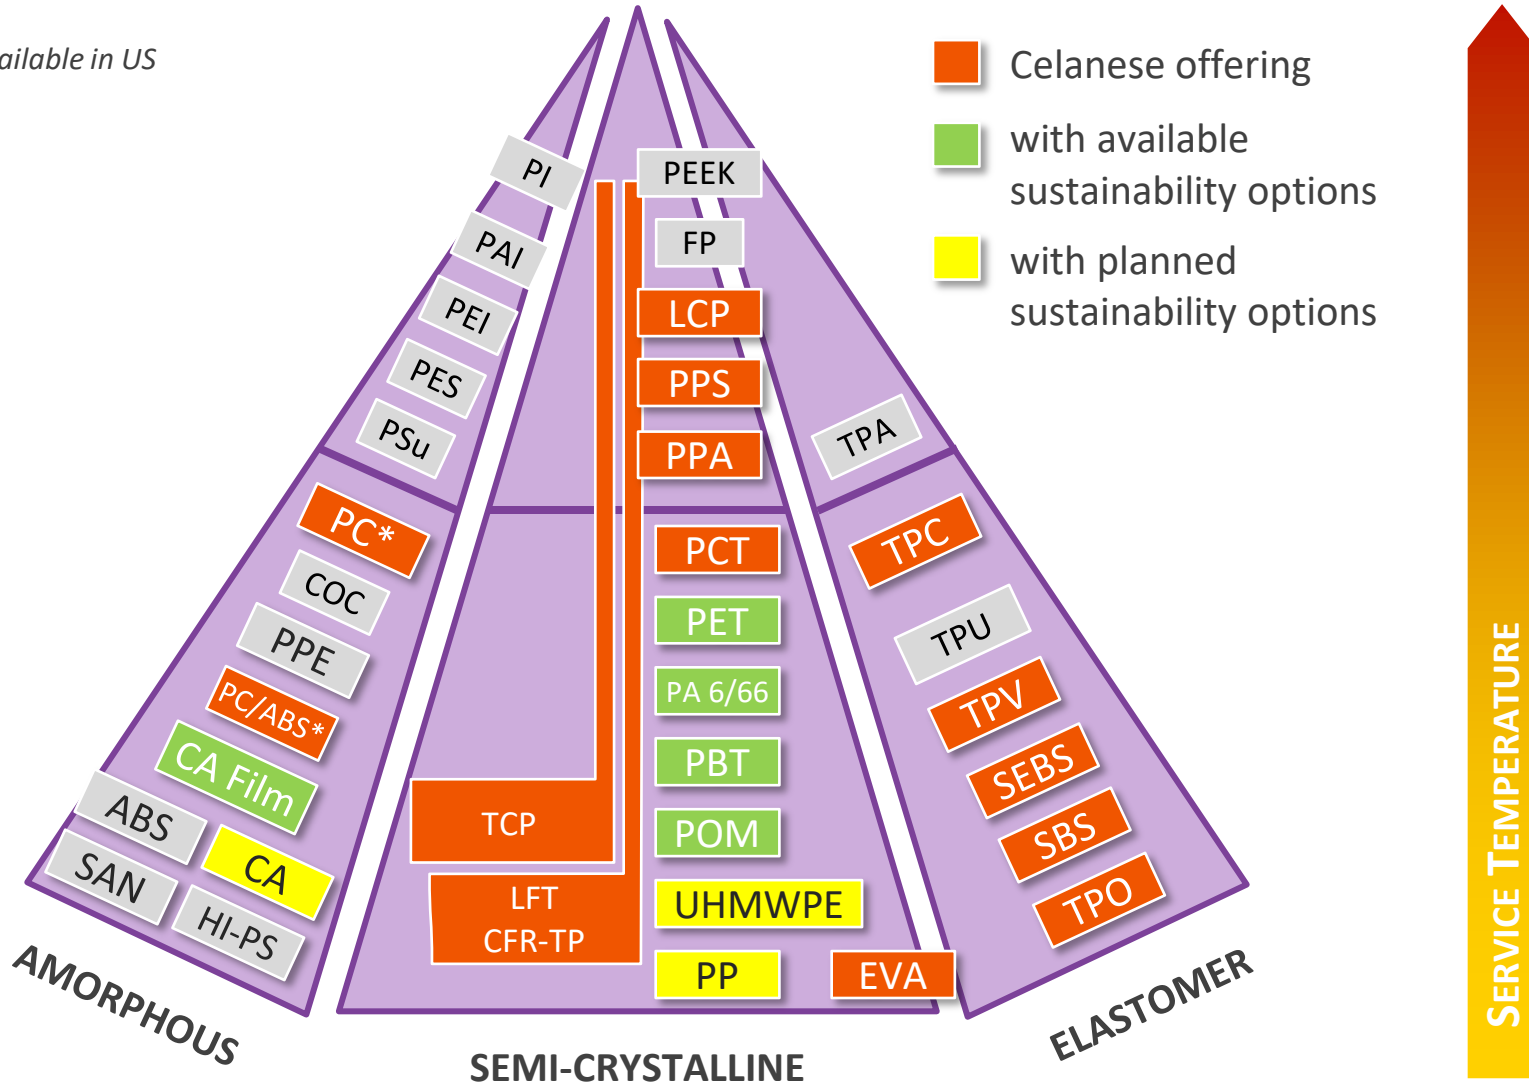 ailable in US
Celanese offering
with available
sustainability options
with planned
sustainability options
PI
PAI
PEI
PES
PSu
PC*
COC
PPE
PC/ABS*
CA Film
ABS
CA
SAN
HI-PS
AMORPHOUS
PEEK
FP
LCP
PPS
PPA
PCT
PET
PA 6/66
PBT
POM
UHMWPE
PP
EVA
TCP
LFT
CFR-TP
SEMI-CRYSTALLINE
TPA
TPC
TPU
TPV
SEBS
SBS
TPO
ELASTOMER
SERVICE TEMPERATURE